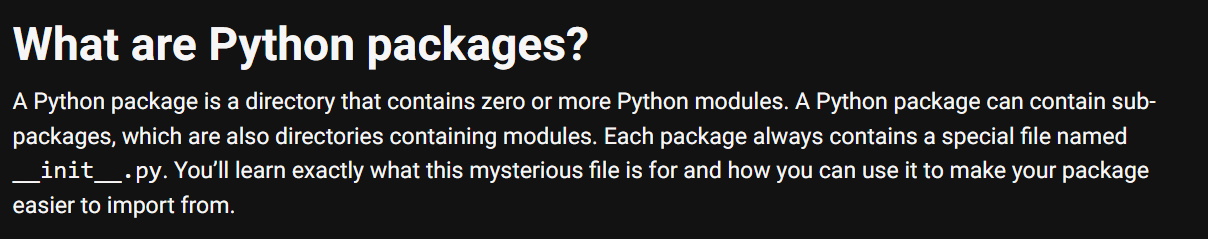 What are Python packages?
A Python package is a directory that contains zero or more Python modules. A Python package can contain sub-
packages, which are also directories containing modules. Each package always contains a special file named
__init__.py. You’ll learn exactly what this mysterious file is for and how you can use it to make your package
easier to import from.